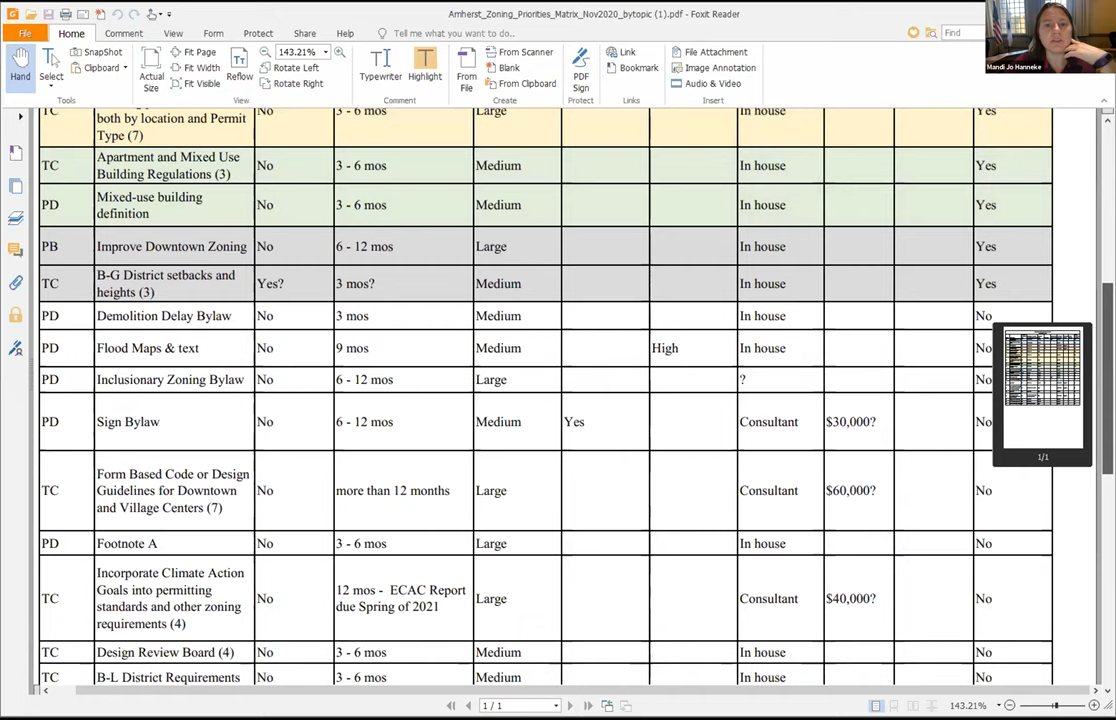 Amherst_Zoning_Priorities_Matrix_Nov2020_bytopic (1).pdf - Foxit Reader
File Home Comment View Form Protect Share Help Tell me what you want to do.. Find
Hand
Select
SnapShot
Clipboard
Actual Size
Fit Page
Fit Width
Fit Visible
143.21%
Reflow
Rotate Left
Rotate Right
Typewriter
Highlight
From File
From Scanner
Blank
From Clipboard
PDF Sign
Link
Bookmark
File Attachment
Image Annotation
Audio & Video
Tools View Comment Create Protect Links Insert
Mandi Jo Hanneke
TC both by location and Permit Type (7) No 3 - 6 mos Large In house Yes
TC Apartment and Mixed Use Building Regulations (3) No 3 - 6 mos Medium In house Yes
PD Mixed-use building definition No 3 - 6 mos Medium In house Yes
PB Improve Downtown Zoning No 6 - 12 mos Large In house Yes
TC B-G District setbacks and heights (3) Yes? 3 mos? Medium In house Yes
PD Demolition Delay Bylaw No 3 mos Medium In house No
PD Flood Maps & text No 9 mos Medium High In house No
PD Inclusionary Zoning Bylaw No 6 - 12 mos Large ? No
PD Sign Bylaw No 6 - 12 mos Medium Yes Consultant $30,000? No
TC Form Based Code or Design Guidelines for Downtown and Village Centers (7) No more than 12 months Large Consultant $60,000? No
PD Footnote A No 3 - 6 mos Large In house No
TC Incorporate Climate Action Goals into permitting standards and other zoning requirements (4) No 12 mos - ECAC Report due Spring of 2021 Large Consultant $40,000? No
TC Design Review Board (4) No 3 - 6 mos Medium In house No
TC B-L District Requirements No 3 - 6 mos Medium In house No
1/1
1 / 1
143.21%